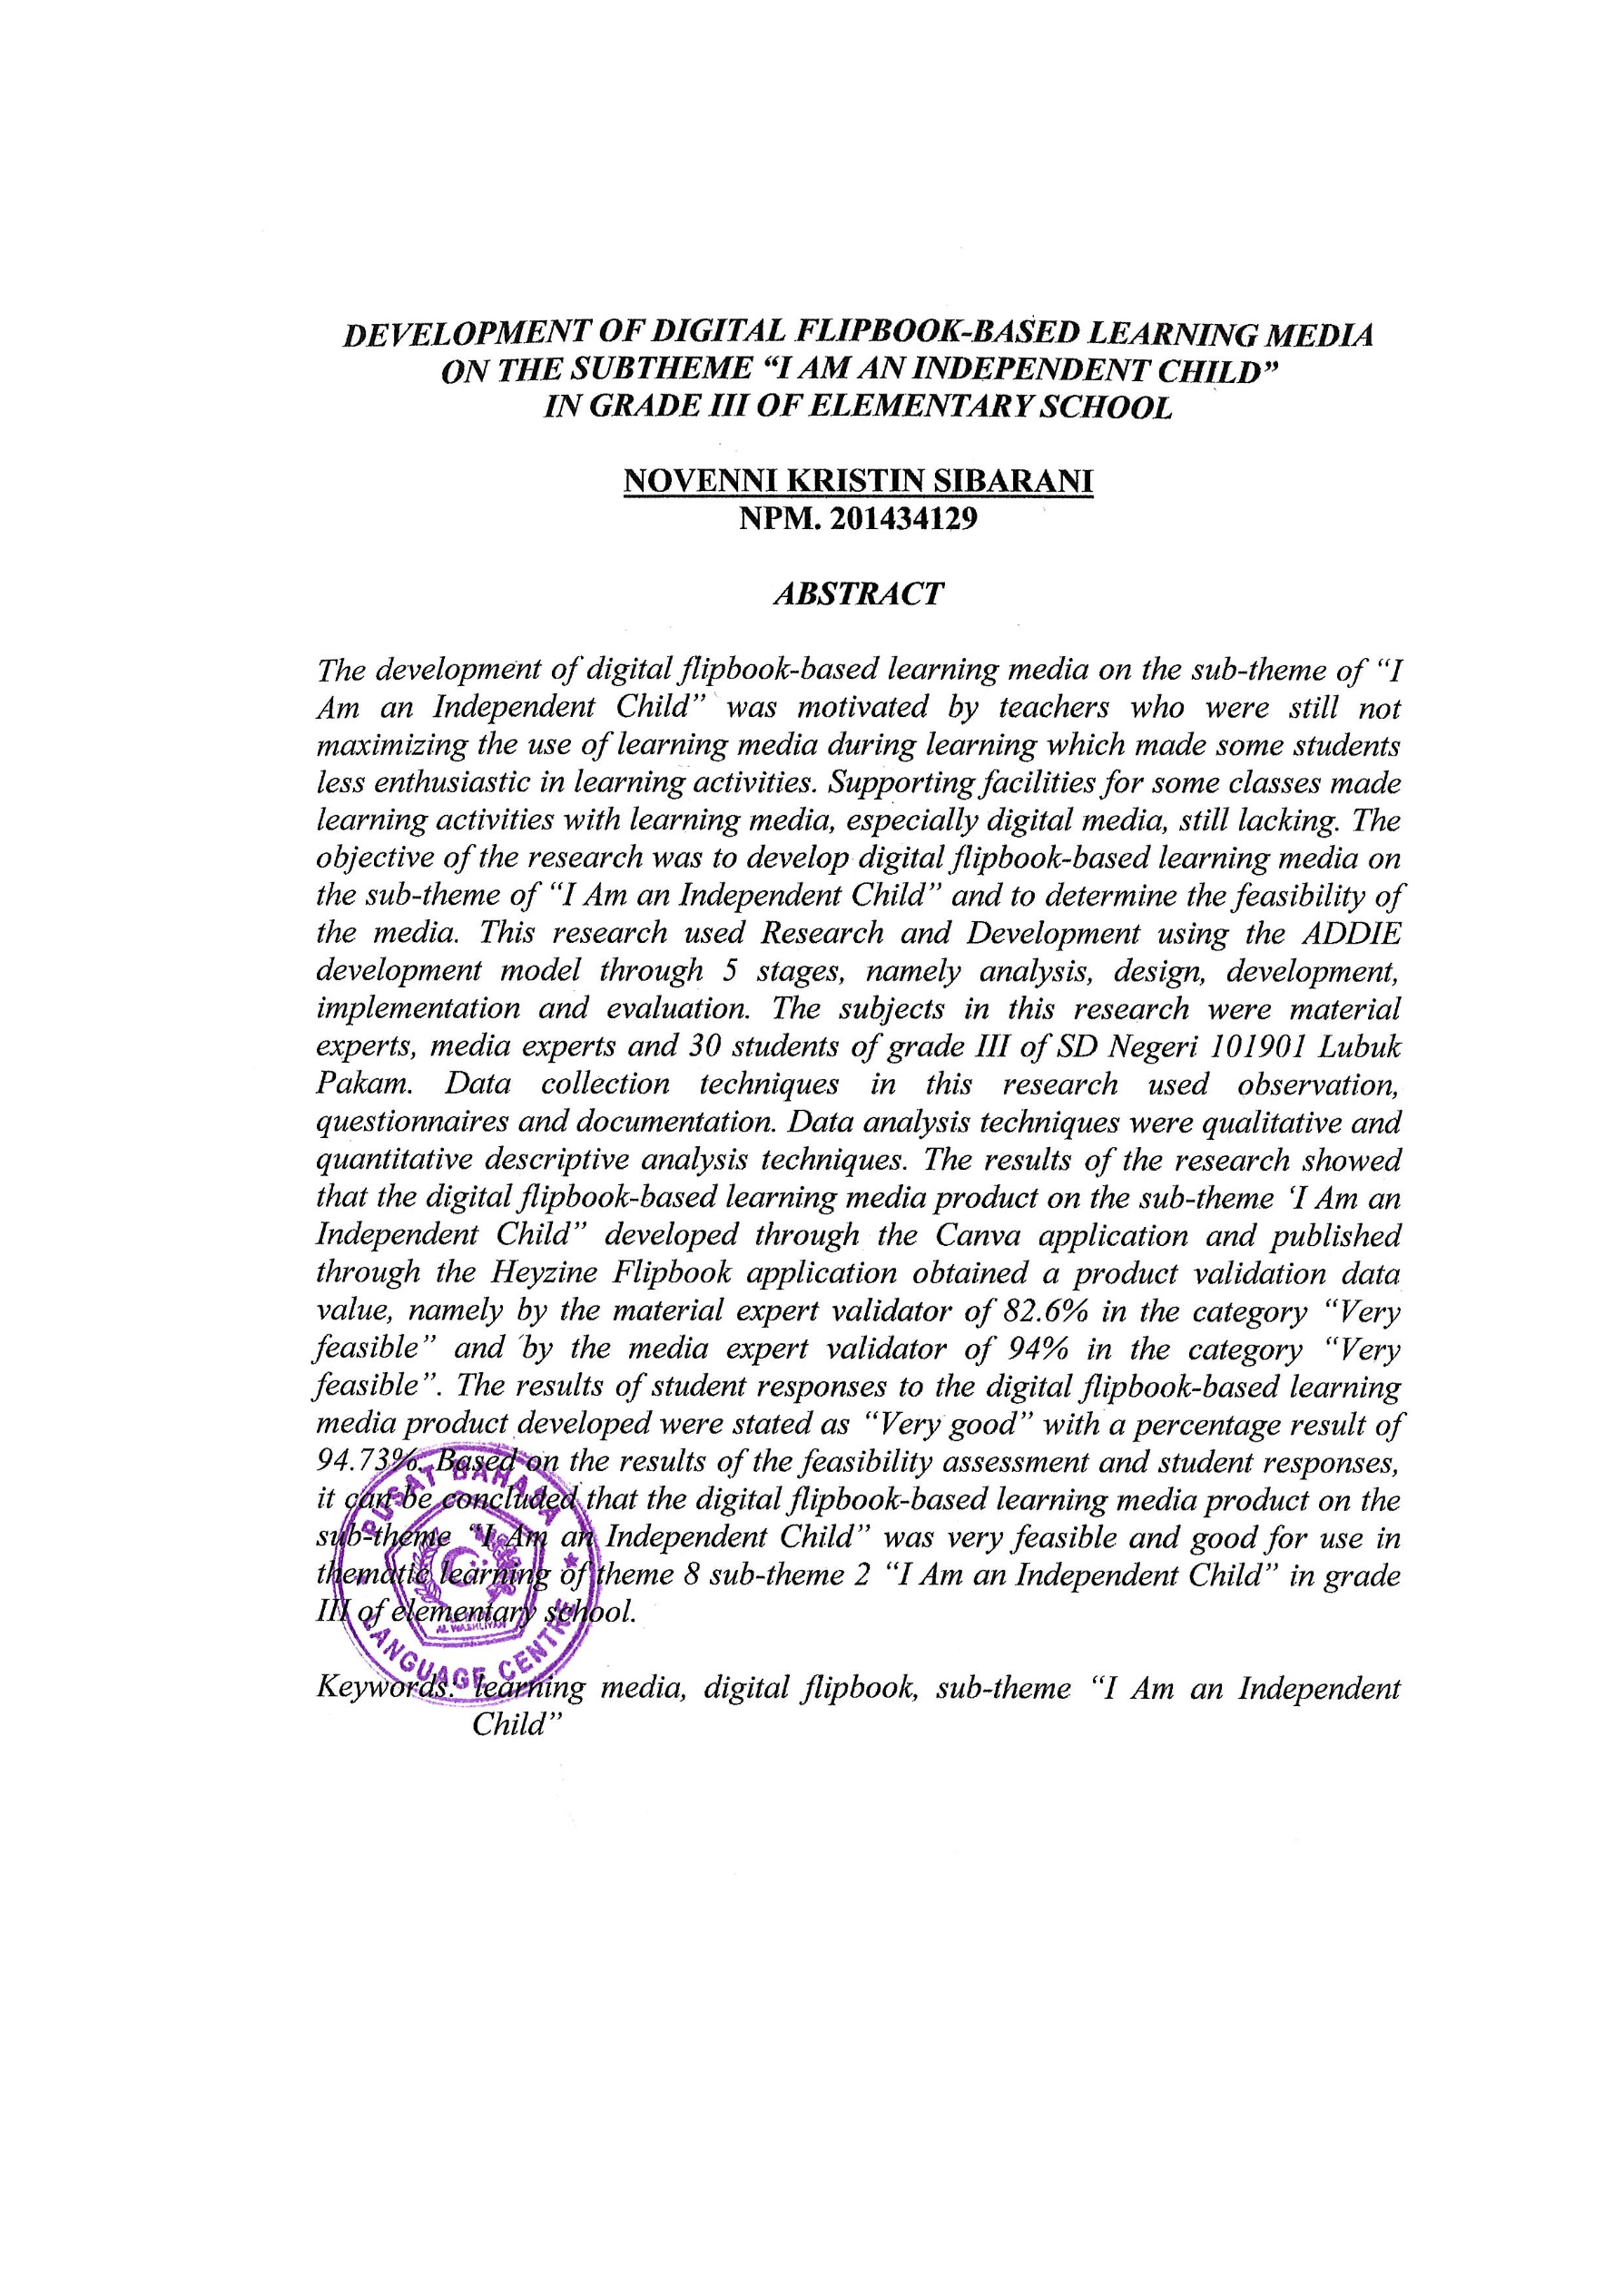 DEVELOPMENT OF DIGITAL FLIPBOOK-BASED LEARNING MEDIA
ON THE SUBTHEME “I AM AN INDEPENDENT CHILD”
IN GRADE III OF ELEMENTARY SCHOOL
NOVENNI KRISTIN SIBARANI
NPM. 201434129
ABSTRACT
The development of digital flipbook-based learning media on the sub-theme of “I
Am an Independent Child” was motivated by teachers who were still not
maximizing the use of learning media during learning which made some students
less enthusiastic in learning activities. Supporting facilities for some classes made
learning activities with learning media, especially digital media, still lacking. The
objective of the research was to develop digital flipbook-based learning media on
the sub-theme of “I Am an Independent Child” and to determine the feasibility of
the media. This research used Research and Development using the ADDIE
development model through 5 stages, namely analysis, design, development,
implementation and evaluation. The subjects in this research were material
experts, media experts and 30 students of grade III of SD Negeri 101901 Lubuk
Pakam. Data collection techniques in this research used observation,
questionnaires and documentation. Data analysis techniques were qualitative and
quantitative descriptive analysis techniques. The results of the research showed
that the digital flipbook-based learning media product on the sub-theme ‘I Am an
Independent Child” developed through the Canva application and published
through the Heyzine Flipbook application obtained a product validation data
value, namely by the material expert validator of 82.6% in the category “Very
feasible” and by the media expert validator of 94% in the category “Very
feasible”. The results of student responses to the digital flipbook-based learning
media product developed were stated as “Very good” with a percentage result of
94.73%. Based on the results of the feasibility assessment and student responses,
it can be concluded that the digital flipbook-based learning media product on the
sub-theme “I Am an Independent Child” was very feasible and good for use in
thematic learning of theme 8 sub-theme 2 “I Am an Independent Child” in grade
III of elementary school.
PUSAT BAHASA
AL WASHLIYAH
LANGUAGE CENTRE
Keywords: learning media, digital flipbook, sub-theme “I Am an Independent
Child”